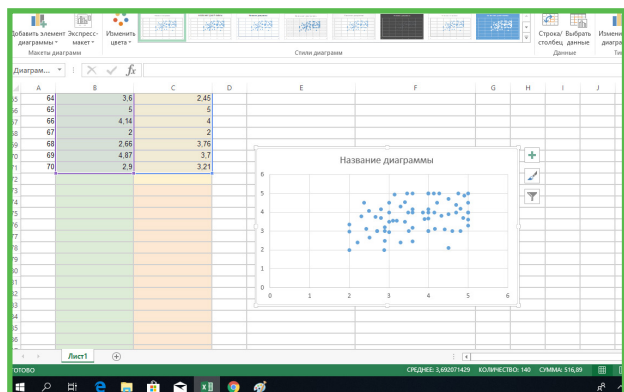 Добавить элемент Экспресс- Изменить
диаграммы макет цвета
Строка/ Выбрать
столбец данные
Макеты диаграмм Стили диаграмм Данные
Диаграм... fx
A B C D E F G H I J
64 3,6 2,45
65 5 5
66 4,14 4
67 2 2
68 2,66 3,76
69 4,87 3,7
70 2,9 3,21
Название диаграммы
6
5
4
3
2
1
0
0 1 2 3 4 5 6
Лист1
ГОТОВО СРЕДНЕЕ: 3,692071429 КОЛИЧЕСТВО: 140 СУММА: 516,89